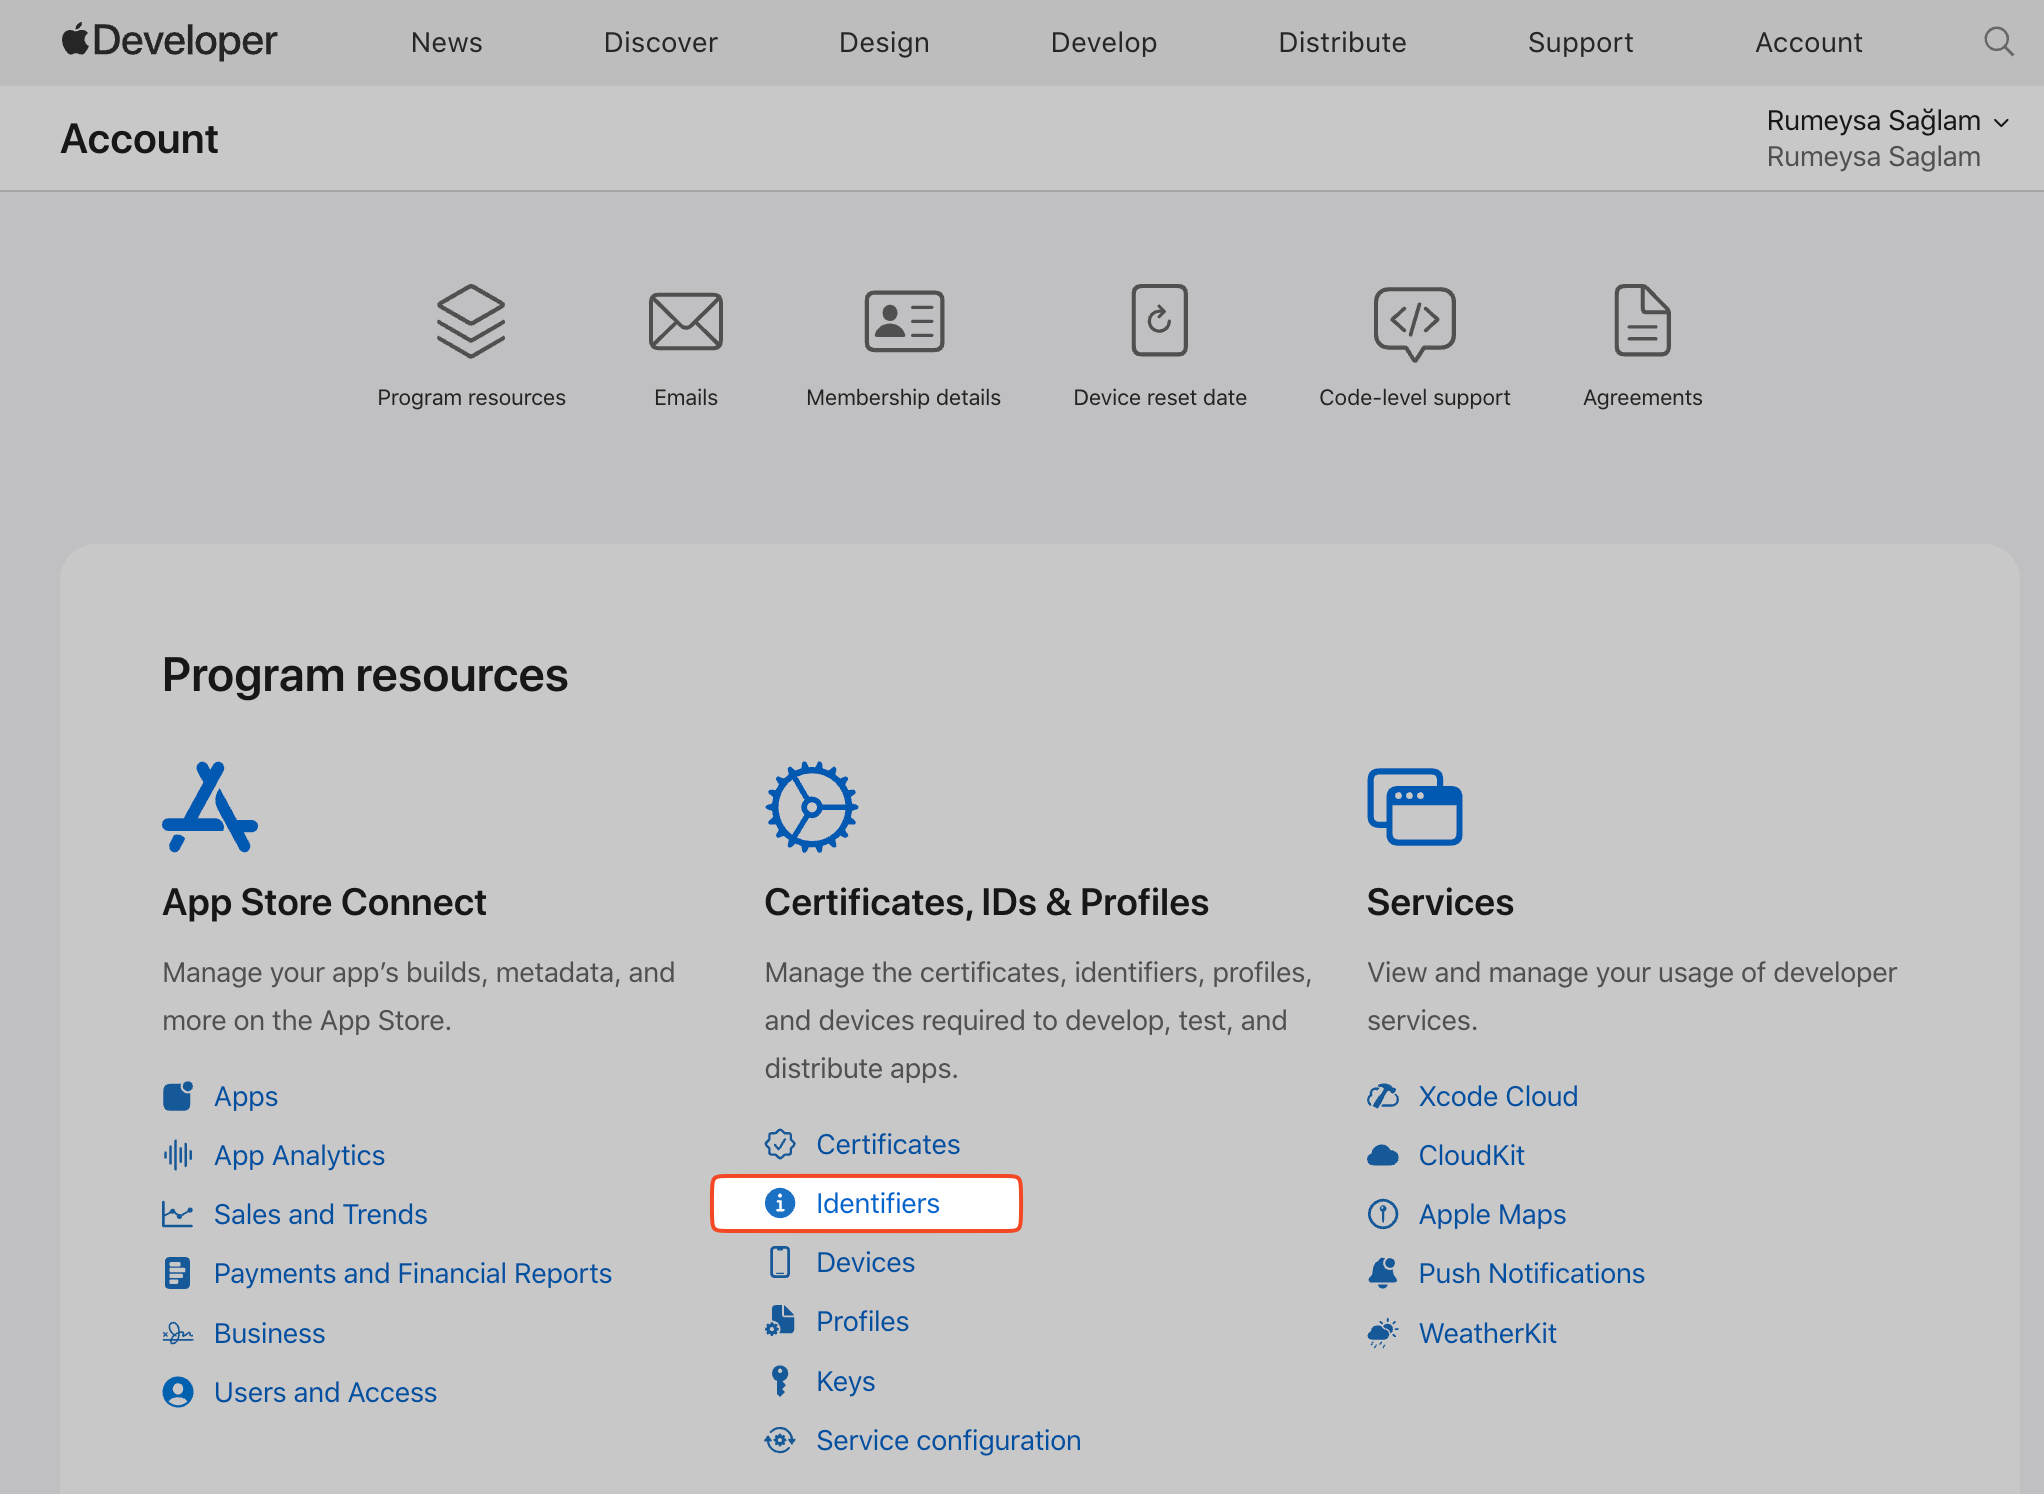 Developer
News
Discover
Design
Develop
Distribute
Support
Account
Account
Rumeysa Sağlam
Rumeysa Saglam
Program resources
Emails
Membership details
Device reset date
Code-level support
Agreements
Program resources
App Store Connect
Manage your app’s builds, metadata, and
more on the App Store.
Apps
App Analytics
Sales and Trends
Payments and Financial Reports
Business
Users and Access
Certificates, IDs & Profiles
Manage the certificates, identifiers, profiles,
and devices required to develop, test, and
distribute apps.
Certificates
Identifiers
Devices
Profiles
Keys
Service configuration
Services
View and manage your usage of developer
services.
Xcode Cloud
CloudKit
Apple Maps
Push Notifications
WeatherKit